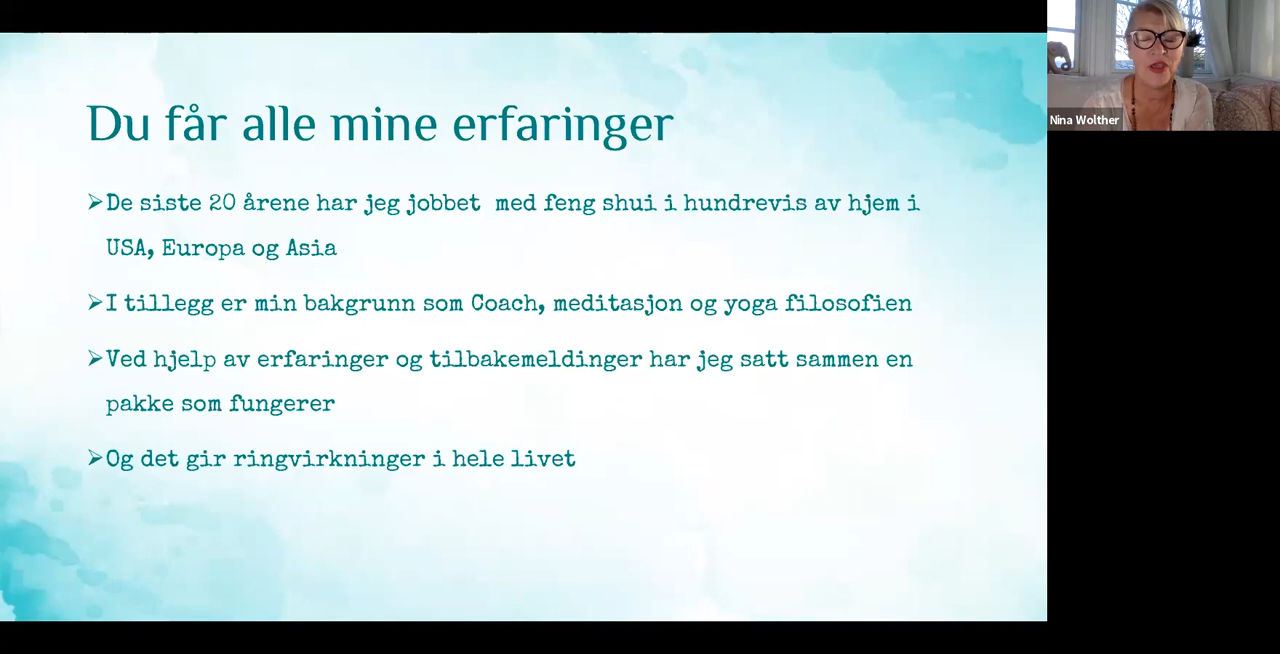 Du får alle mine erfaringer
➢De siste 20 årene har jeg jobbet med feng shui i hundrevis av hjem i
USA, Europa og Asia
➢I tillegg er min bakgrunn som Coach, meditasjon og yoga filosofien
➢Ved hjelp av erfaringer og tilbakemeldinger har jeg satt sammen en
pakke som fungerer
➢Og det gir ringvirkninger i hele livet
Nina Wolther